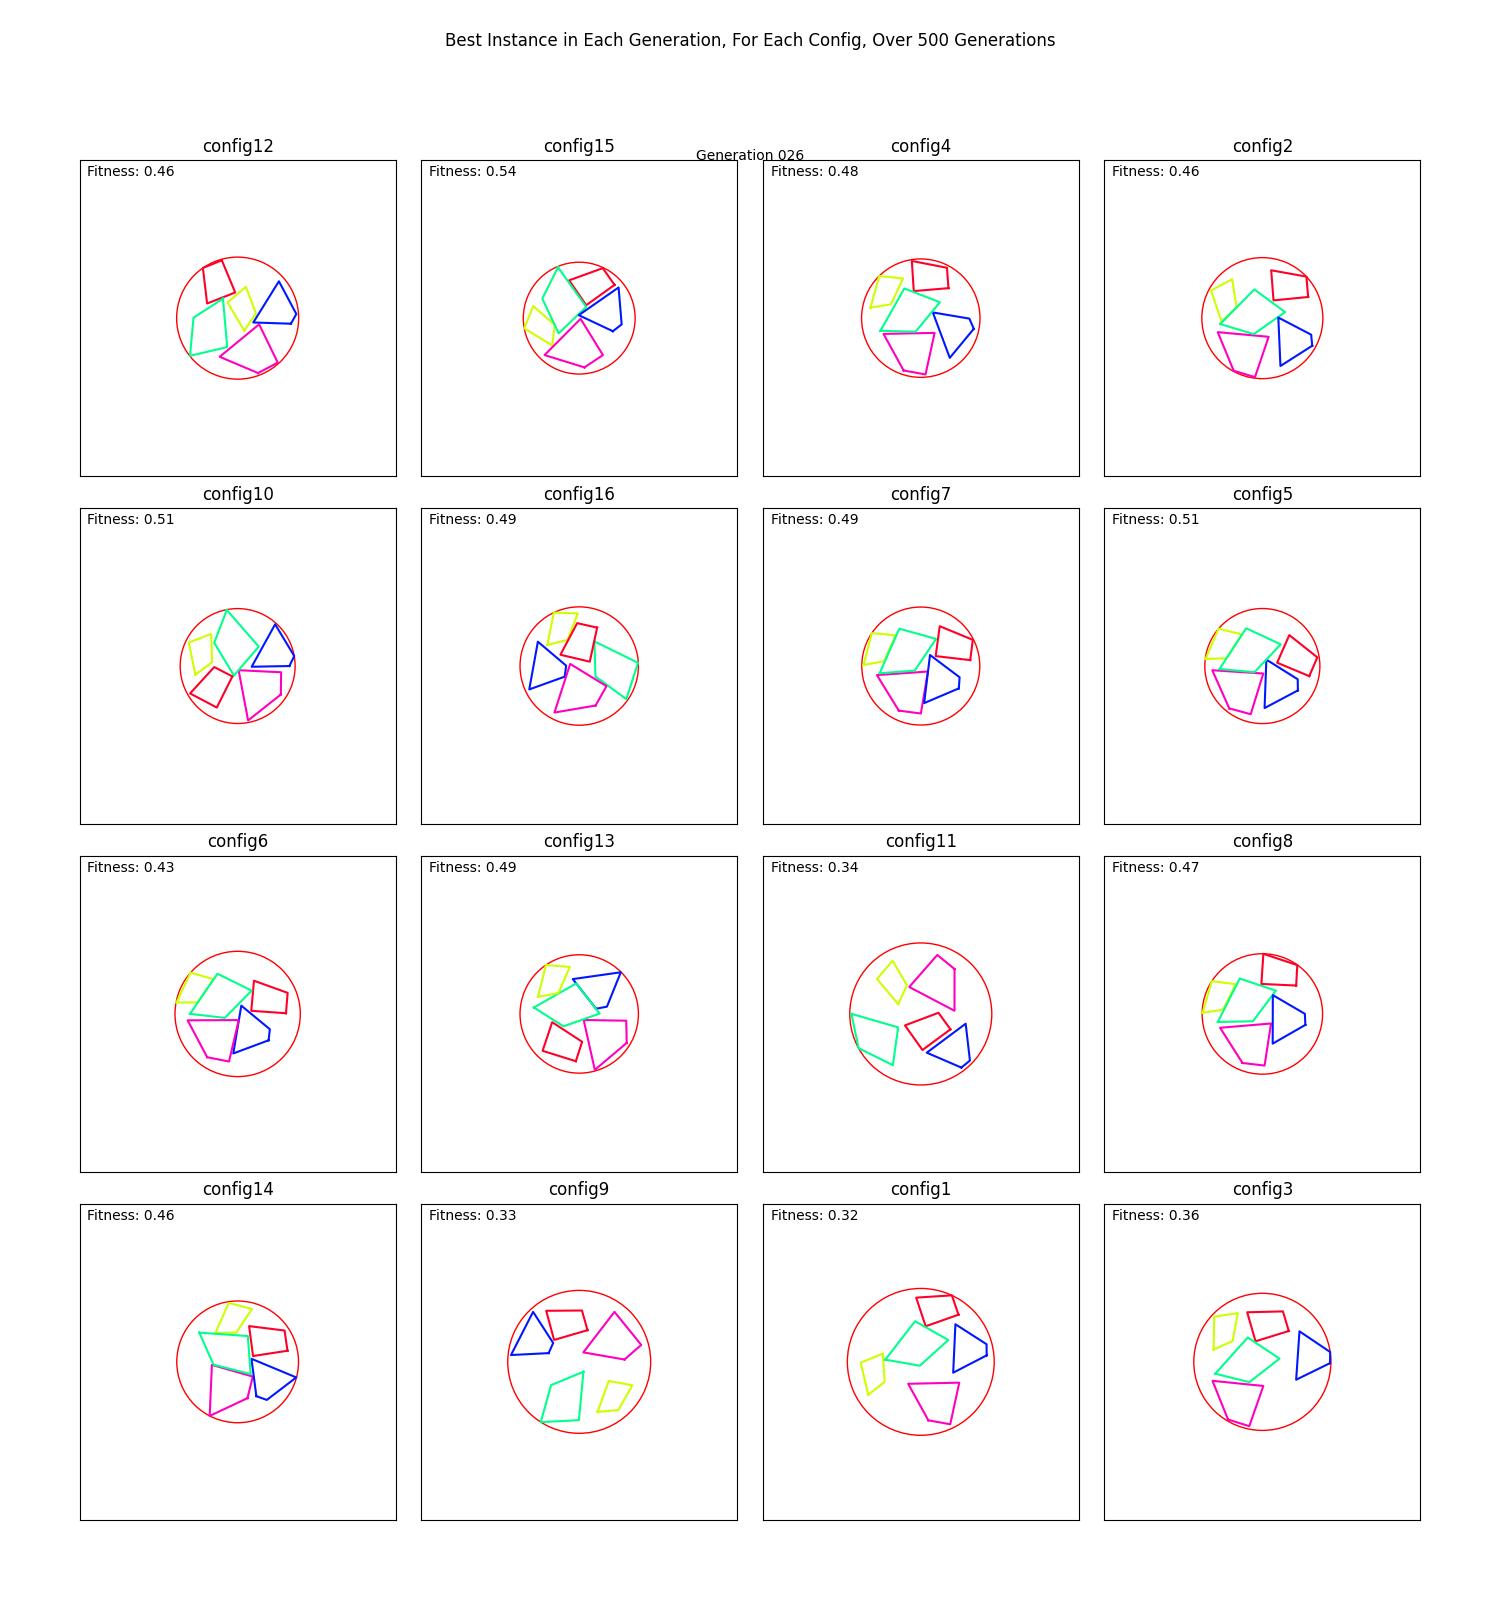 Best Instance in Each Generation, For Each Config, Over 500 Generations
Generation 026
config12
config15
config4
config2
Fitness: 0.46
Fitness: 0.54
Fitness: 0.48
Fitness: 0.46
config10
config16
config7
config5
Fitness: 0.51
Fitness: 0.49
Fitness: 0.49
Fitness: 0.51
config6
config13
config11
config8
Fitness: 0.43
Fitness: 0.49
Fitness: 0.34
Fitness: 0.47
config14
config9
config1
config3
Fitness: 0.46
Fitness: 0.33
Fitness: 0.32
Fitness: 0.36